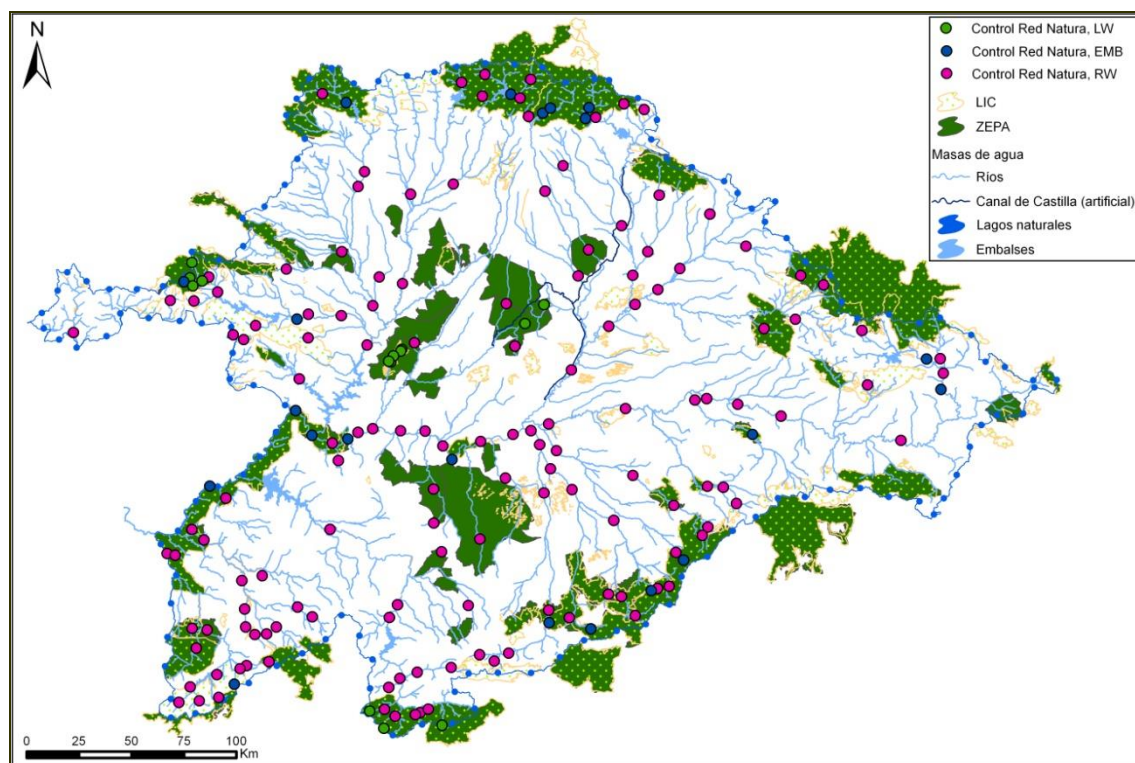 N
Control Red Natura, LW
Control Red Natura, EMB
Control Red Natura, RW
LIC
ZEPA
Masas de agua
Ríos
Canal de Castilla (artificial)
Lagos naturales
Embalses
0 25 50 75 100
Km